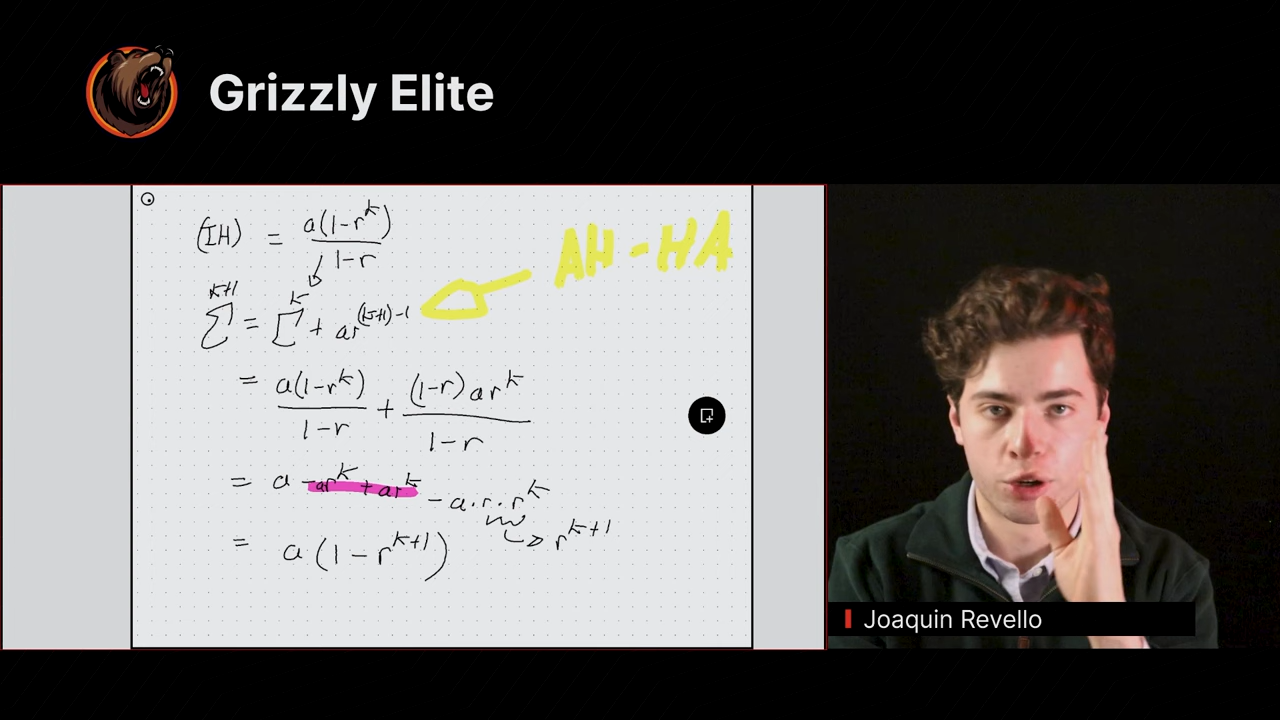 Grizzly Elite
(IH) = a(1-r^k) / 1-r
AH-HA
∑^k+1 = ∑^k + ar^(k+1)-1
= a(1-r^k) / 1-r + (1-r)ar^k / 1-r
= a - ar^k + ar^k - a·r·r^k
→ r^k+1
= a(1-r^k+1)
Joaquin Revello